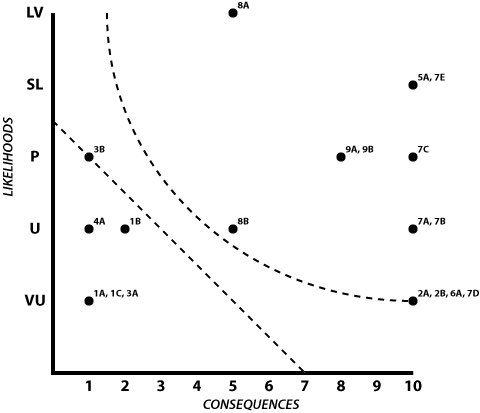 LV
8A
SL
5A, 7E
P
3B
9A, 9B
7C
U
4A
1B
8B
7A, 7B
VU
1A, 1C, 3A
2A, 2B, 6A, 7D
LIKELIHOODS
1 2 3 4 5 6 7 8 9 10
CONSEQUENCES